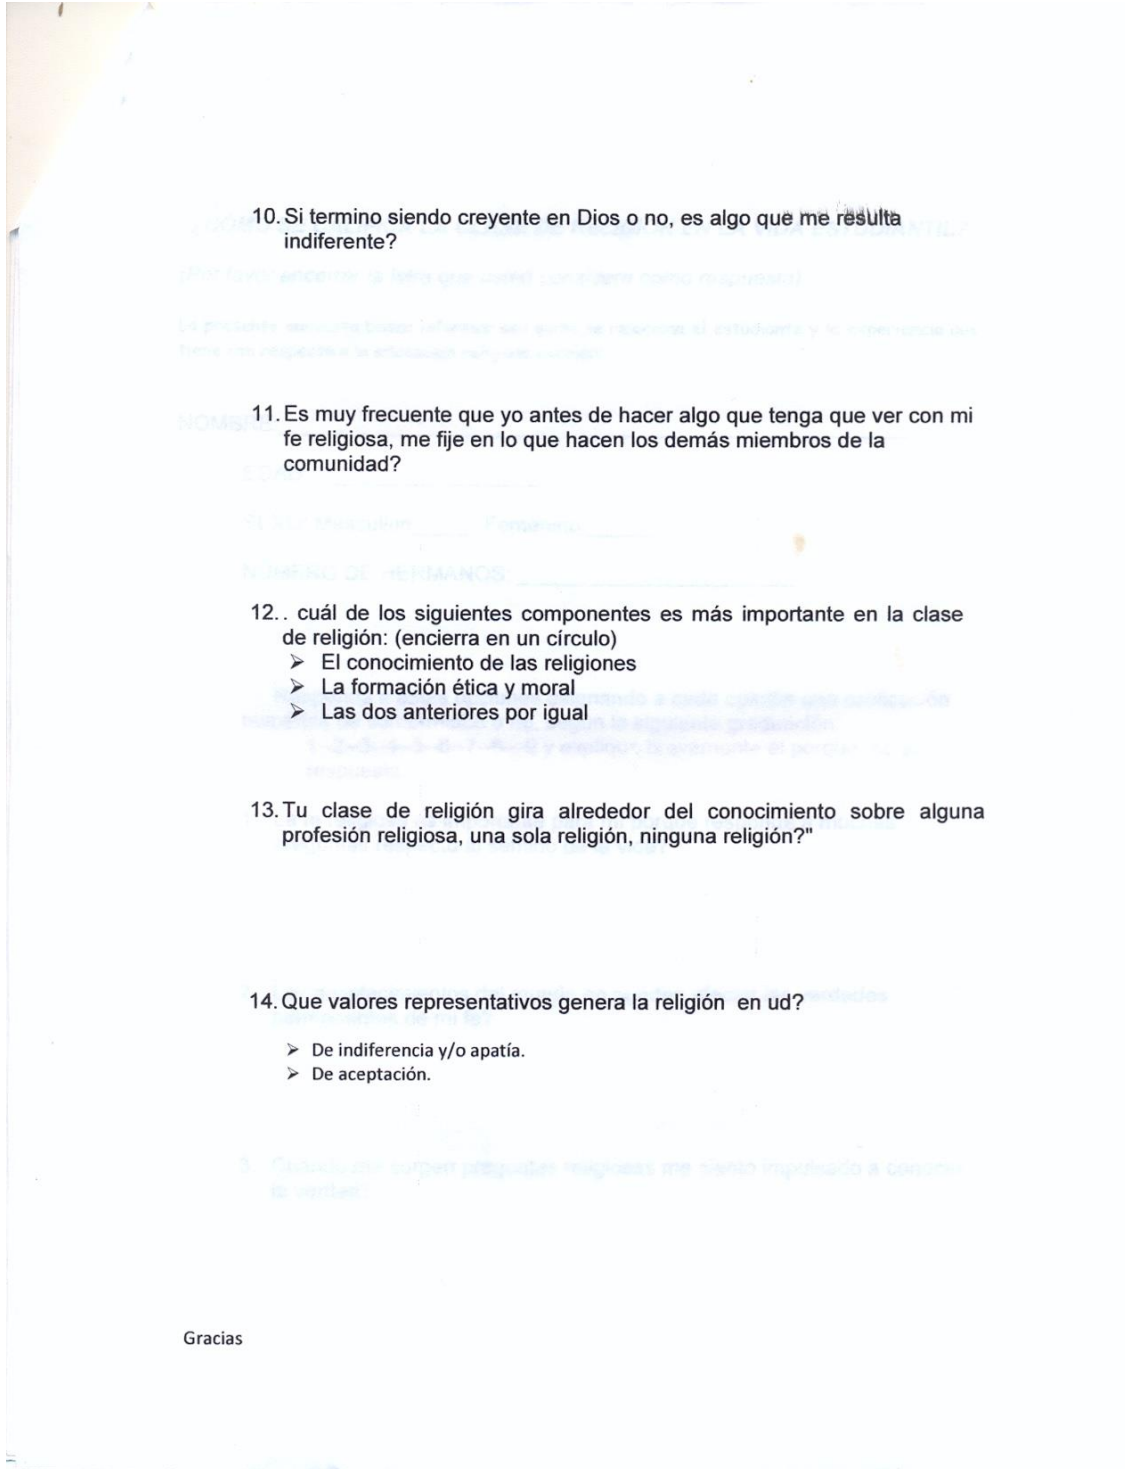 10. Si termino siendo creyente en Dios o no, es algo que me resulta
indiferente?
11. Es muy frecuente que yo antes de hacer algo que tenga que ver con mi
fe religiosa, me fije en lo que hacen los demás miembros de la
comunidad?
12.. cuál de los siguientes componentes es más importante en la clase
de religión: (encierra en un círculo)
➢ El conocimiento de las religiones
➢ La formación ética y moral
➢ Las dos anteriores por igual
13. Tu clase de religión gira alrededor del conocimiento sobre alguna
profesión religiosa, una sola religión, ninguna religión?"
14. Que valores representativos genera la religión en ud?
➢ De indiferencia y/o apatía.
➢ De aceptación.
Gracias